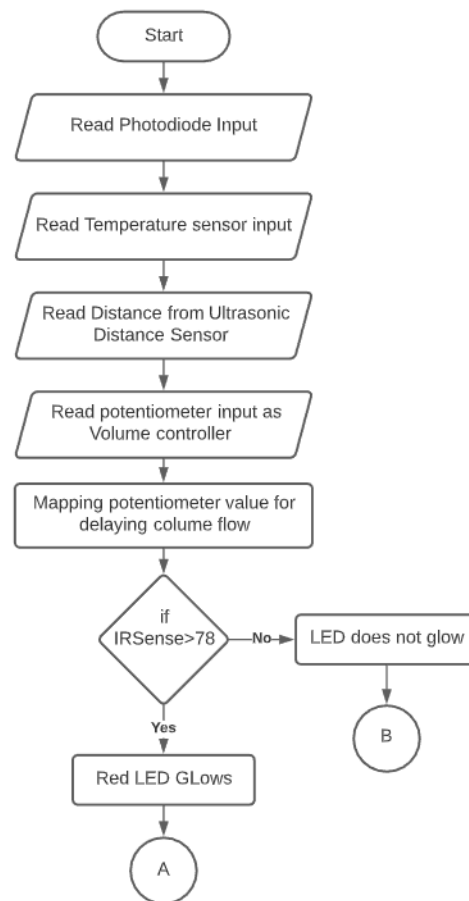 Start
Read Photodiode Input
Read Temperature sensor input
Read Distance from Ultrasonic
Distance Sensor
Read potentiometer input as
Volume controller
Mapping potentiometer value for
delaying colume flow
if
IRSense>78
No
LED does not glow
B
Yes
Red LED GLows
A